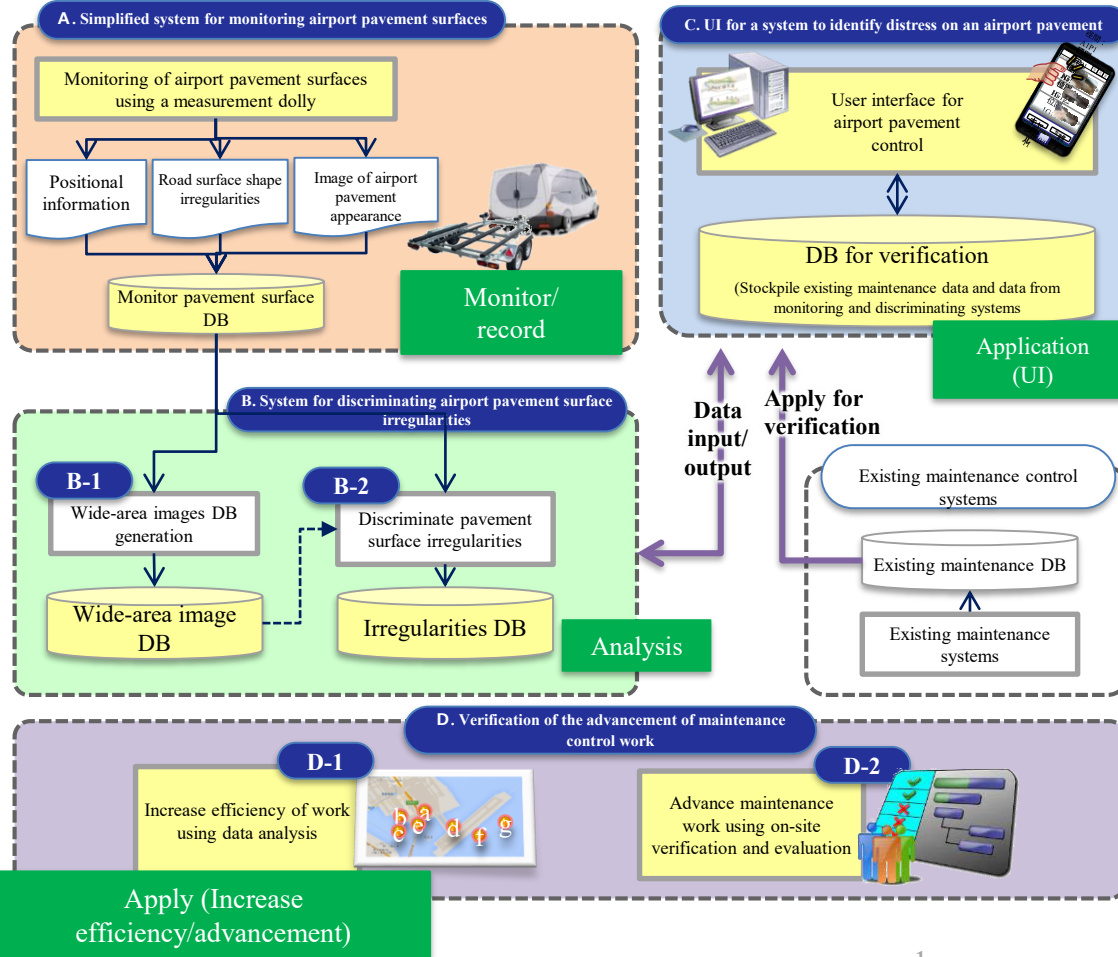 A. Simplified system for monitoring airport pavement surfaces
Monitoring of airport pavement surfaces
using a measurement dolly
Positional
information
Road surface shape
irregularities
Image of airport
pavement
appearance
Monitor pavement surface
DB
Monitor/
record
C. UI for a system to identify distress on an airport pavement
User interface for
airport pavement
control
DB for verification
(Stockpile existing maintenance data and data from
monitoring and discriminating systems
Application
(UI)
B. System for discriminating airport pavement surface
irregularities
B-1
Wide-area images DB
generation
Wide-area image
DB
B-2
Discriminate pavement
surface irregularities
Irregularities DB
Analysis
Data
input/
output
Apply for
verification
Existing maintenance control
systems
Existing maintenance DB
Existing maintenance
systems
D. Verification of the advancement of maintenance
control work
D-1
Increase efficiency of work
using data analysis
b a
c e d f g
D-2
Advance maintenance
work using on-site
verification and evaluation
Apply (Increase
efficiency/advancement)